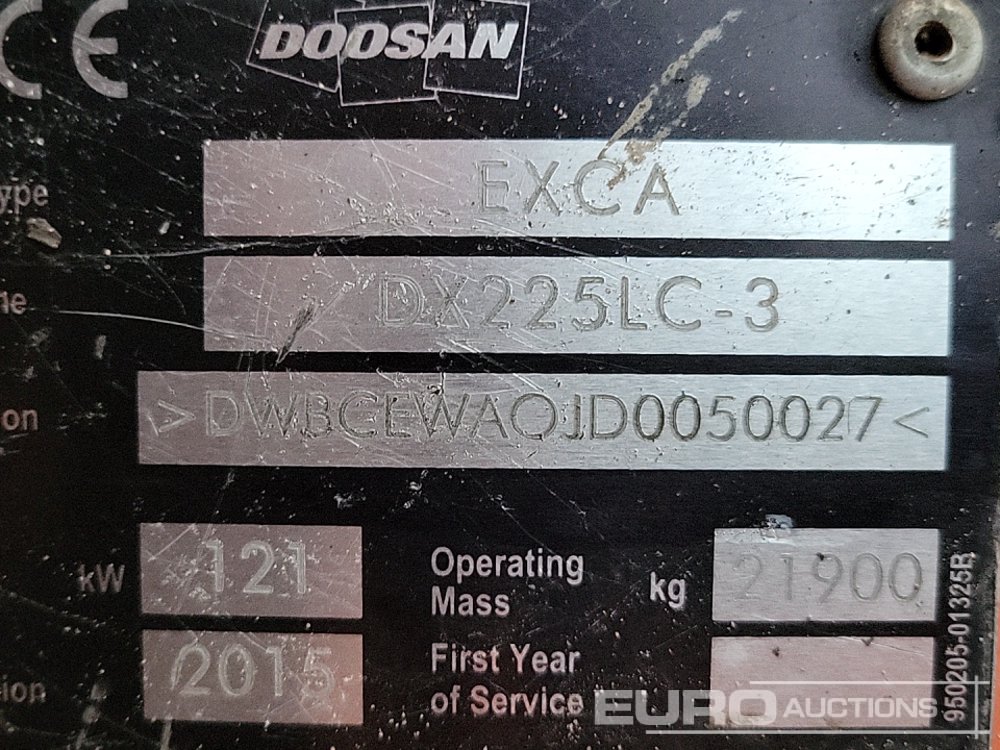 CE
DOOSAN
ype EXCA
ne DX225LC-3
on >DWBCEWAOJD0050027<
kW 121 Operating Mass kg 21900
sion 2015 First Year of Service
950205-01325B
EURO AUCTIONS